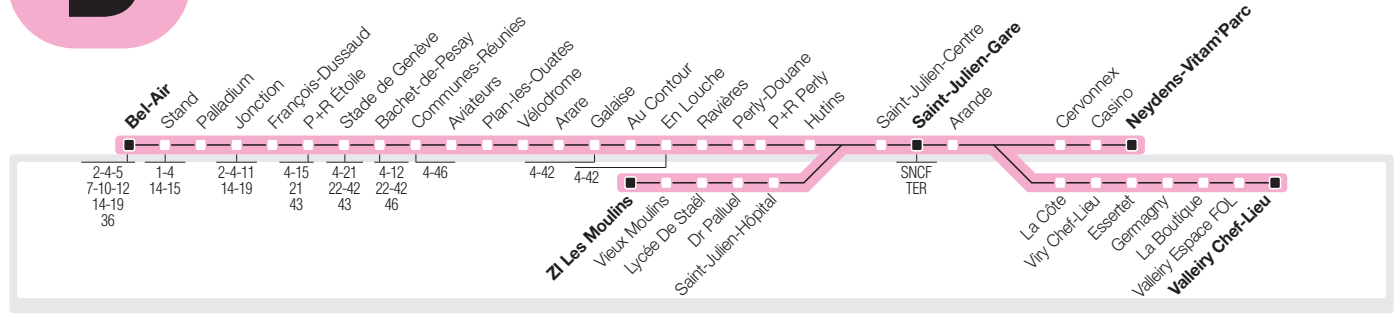 Bel-Air
Stand
Palladium
Jonction
François-Dussaud
P+R Étoile
Stade de Genève
Bachet-de-Pesay
Communes-Réunies
Aviateurs
Plan-les-Ouates
Vélodrome
Arare
Galaise
Au Contour
En Louche
Ravières
Perly-Douane
P+R Perly
Hutins
Saint-Julien-Centre
Saint-Julien-Gare
Arande
Cervonnex
Casino
Neydens-Vitam'Parc
2-4-5
7-10-12
14-19
36
1-4
14-15
2-4-11
14-19
4-15
21
43
4-21
22-42
43
4-12
22-42
46
4-46
4-42
4-42
SNCF
TER
ZI Les Moulins
Vieux Moulins
Lycée De Staël
Dr Palluel
Saint-Julien-Hôpital
La Côte
Viry Chef-Lieu
Essertet
Germagny
La Boutique
Valleiry Espace FOL
Valleiry Chef-Lieu